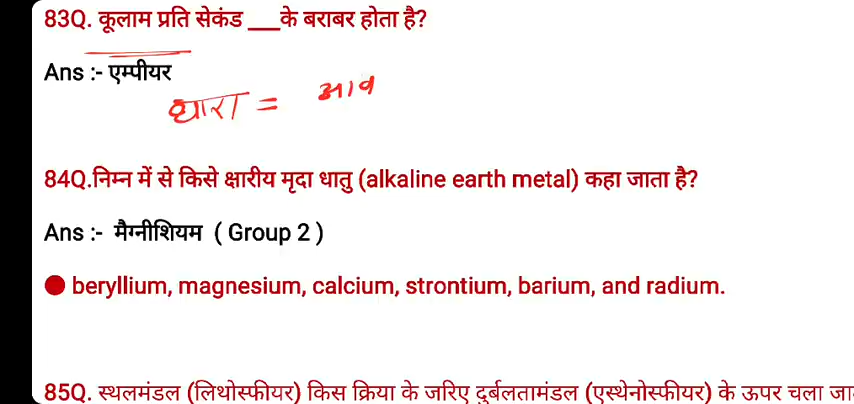 83Q. कूलाम प्रति सेकंड ___के बराबर होता है?
Ans :- एम्पीयर
धारा = आव
84Q.निम्न में से किसे क्षारीय मृदा धातु (alkaline earth metal) कहा जाता है?
Ans :- मैग्नीशियम ( Group 2 )
● beryllium, magnesium, calcium, strontium, barium, and radium.
85Q. स्थलमंडल (लिथोस्फीयर) किस क्रिया के जरिए दुर्बलतामंडल (एस्थेनोस्फीयर) के ऊपर चला जा